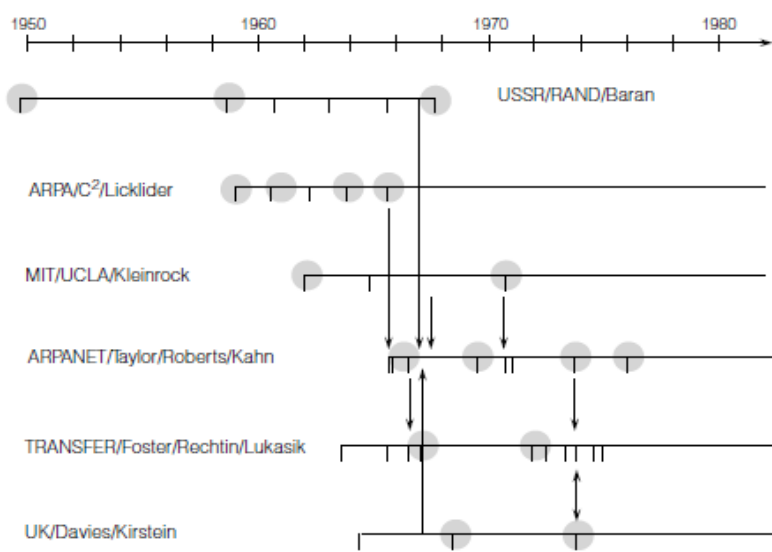 1950 1960 1970 1980
USSR/RAND/Baran
ARPA/C²/Licklider
MIT/UCLA/Kleinrock
ARPANET/Taylor/Roberts/Kahn
TRANSFER/Foster/Rechtin/Lukasik
UK/Davies/Kirstein